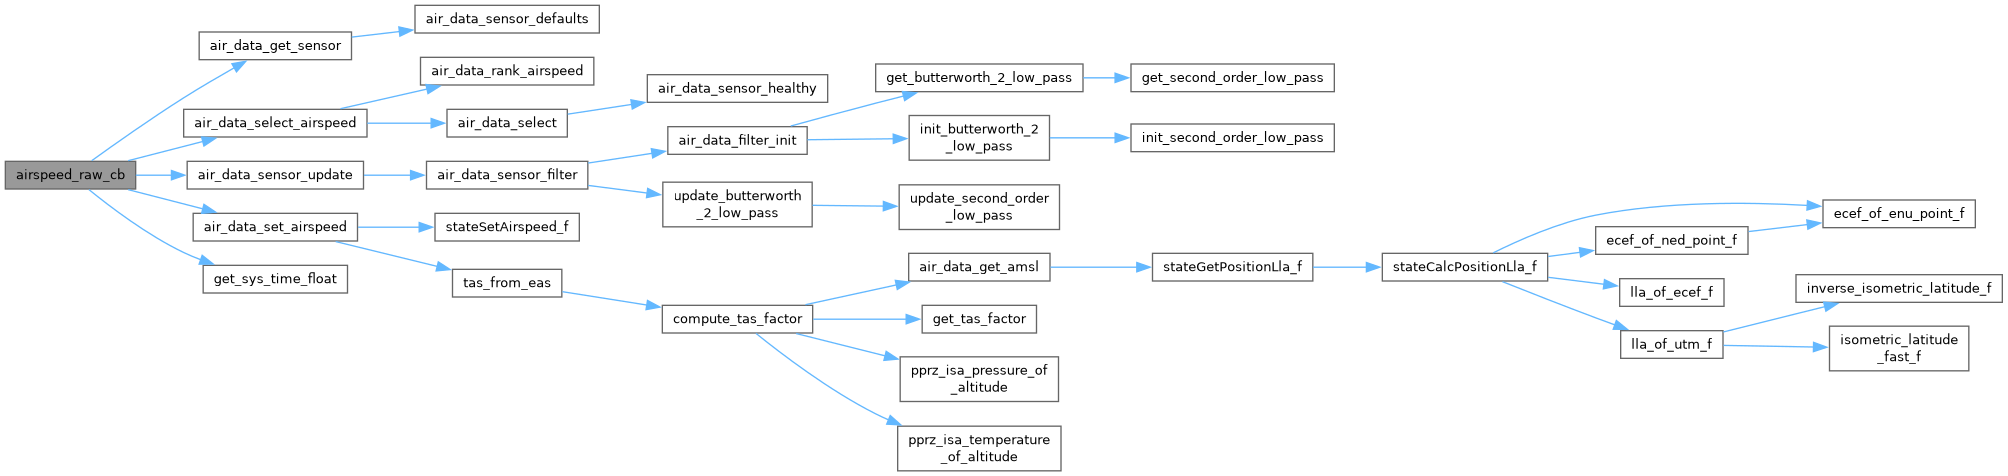 airspeed_raw_cb
air_data_get_sensor
air_data_sensor_defaults
air_data_select_airspeed
air_data_rank_airspeed
air_data_select
air_data_sensor_healthy
air_data_sensor_update
air_data_sensor_filter
air_data_filter_init
get_butterworth_2_low_pass
get_second_order_low_pass
init_butterworth_2
_low_pass
init_second_order_low_pass
update_butterworth
_2_low_pass
update_second_order
_low_pass
air_data_set_airspeed
stateSetAirspeed_f
tas_from_eas
compute_tas_factor
air_data_get_amsl
stateGetPositionLla_f
stateCalcPositionLla_f
ecef_of_enu_point_f
ecef_of_ned_point_f
lla_of_ecef_f
lla_of_utm_f
inverse_isometric_latitude_f
isometric_latitude
_fast_f
get_tas_factor
pprz_isa_pressure_of
_altitude
pprz_isa_temperature
_of_altitude
get_sys_time_float